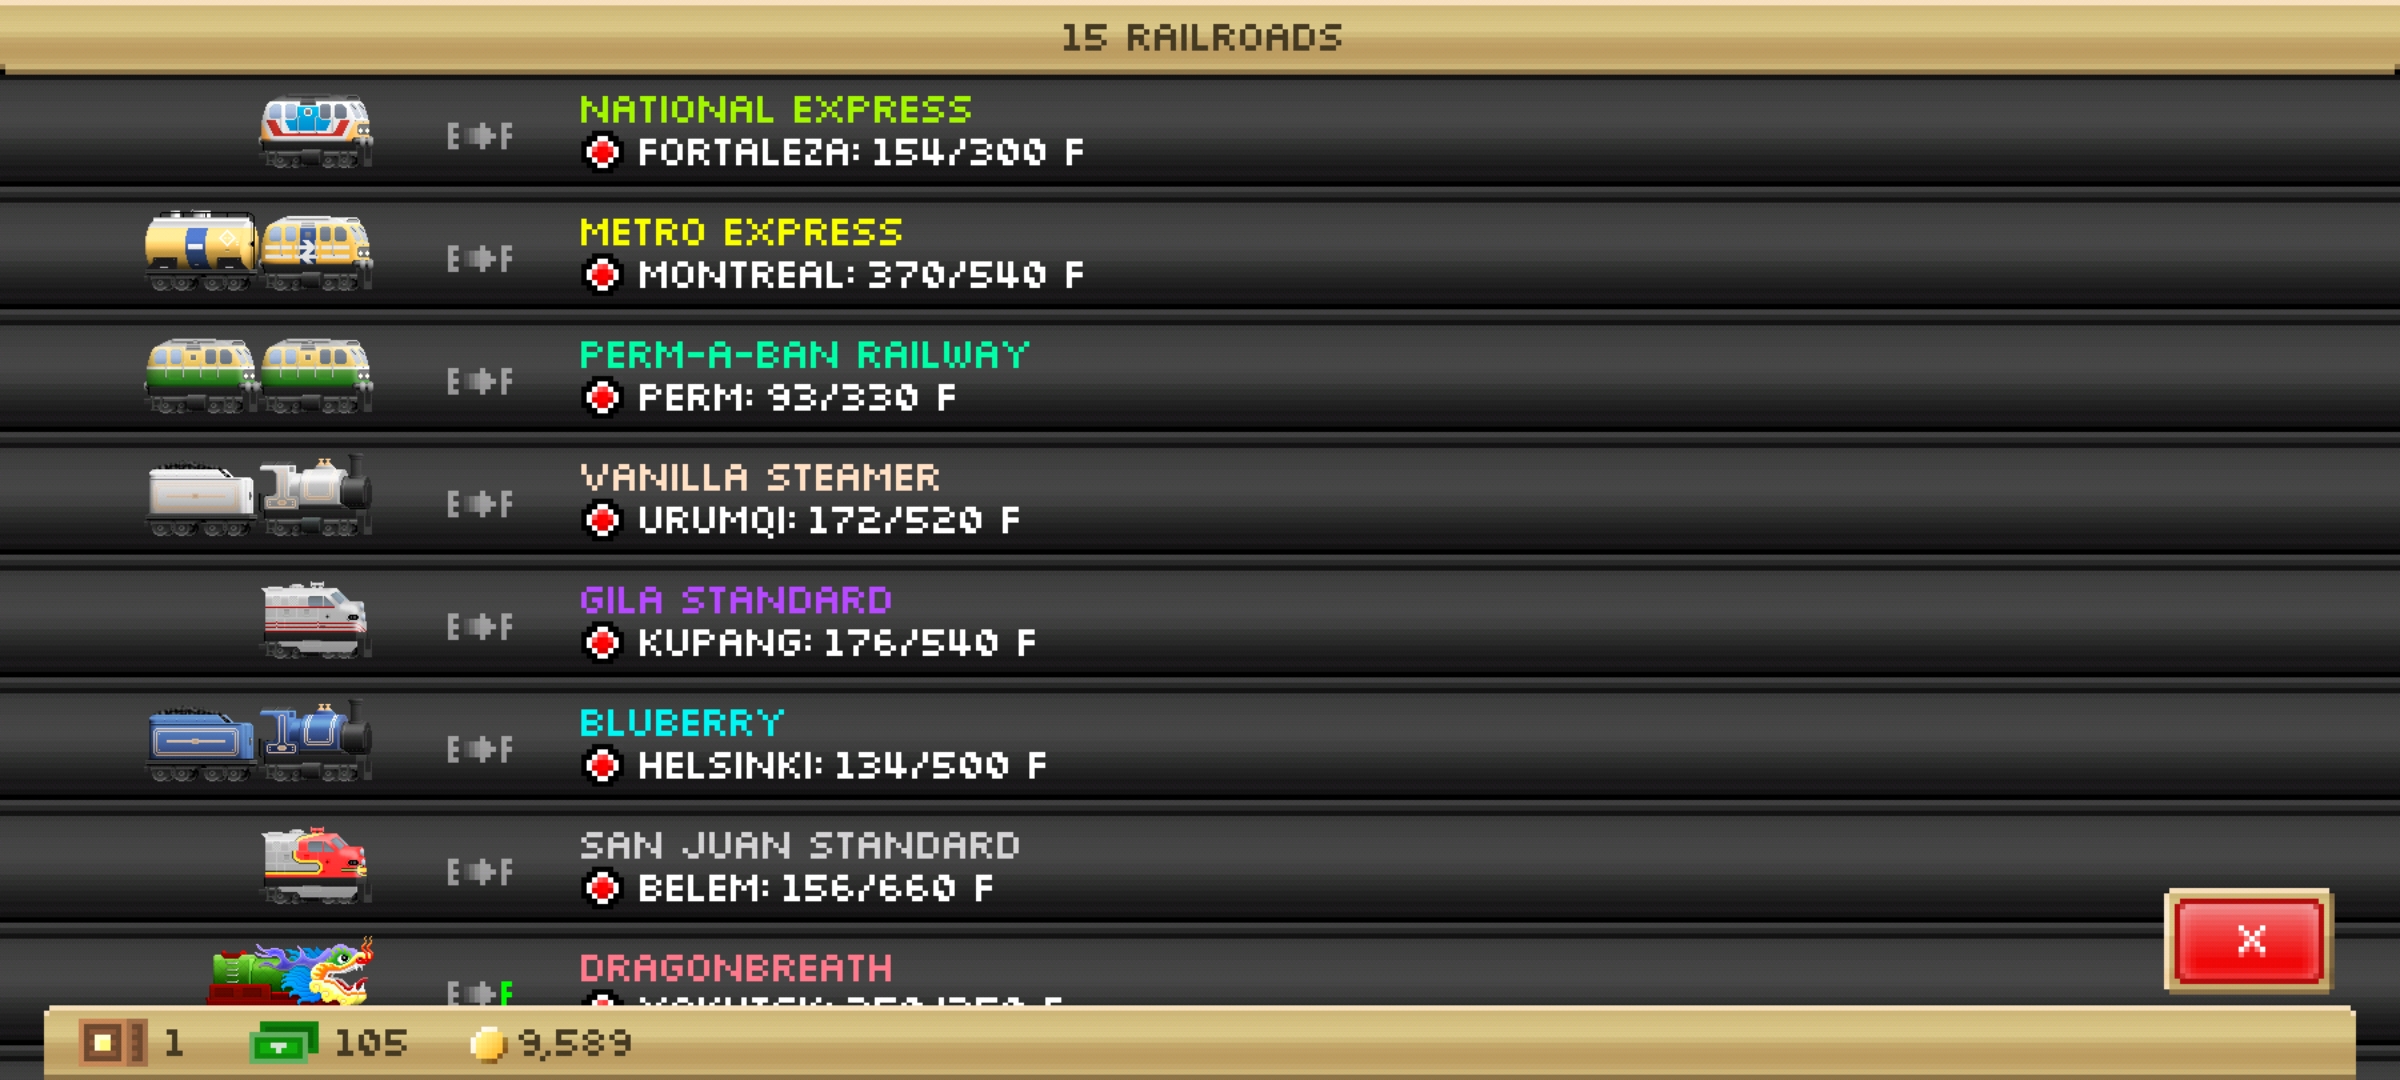 15 RAILROADS
E F
NATIONAL EXPRESS
FORTALEZA: 154/300 F
E F
METRO EXPRESS
MONTREAL: 370/540 F
E F
PERM-A-BAN RAILWAY
PERM: 93/330 F
E F
VANILLA STEAMER
URUMQI: 172/520 F
E F
GILA STANDARD
KUPANG: 176/540 F
E F
BLUBERRY
HELSINKI: 134/500 F
E F
SAN JUAN STANDARD
BELEM: 156/660 F
E F
DRAGONBREATH
X
1 105 9,589